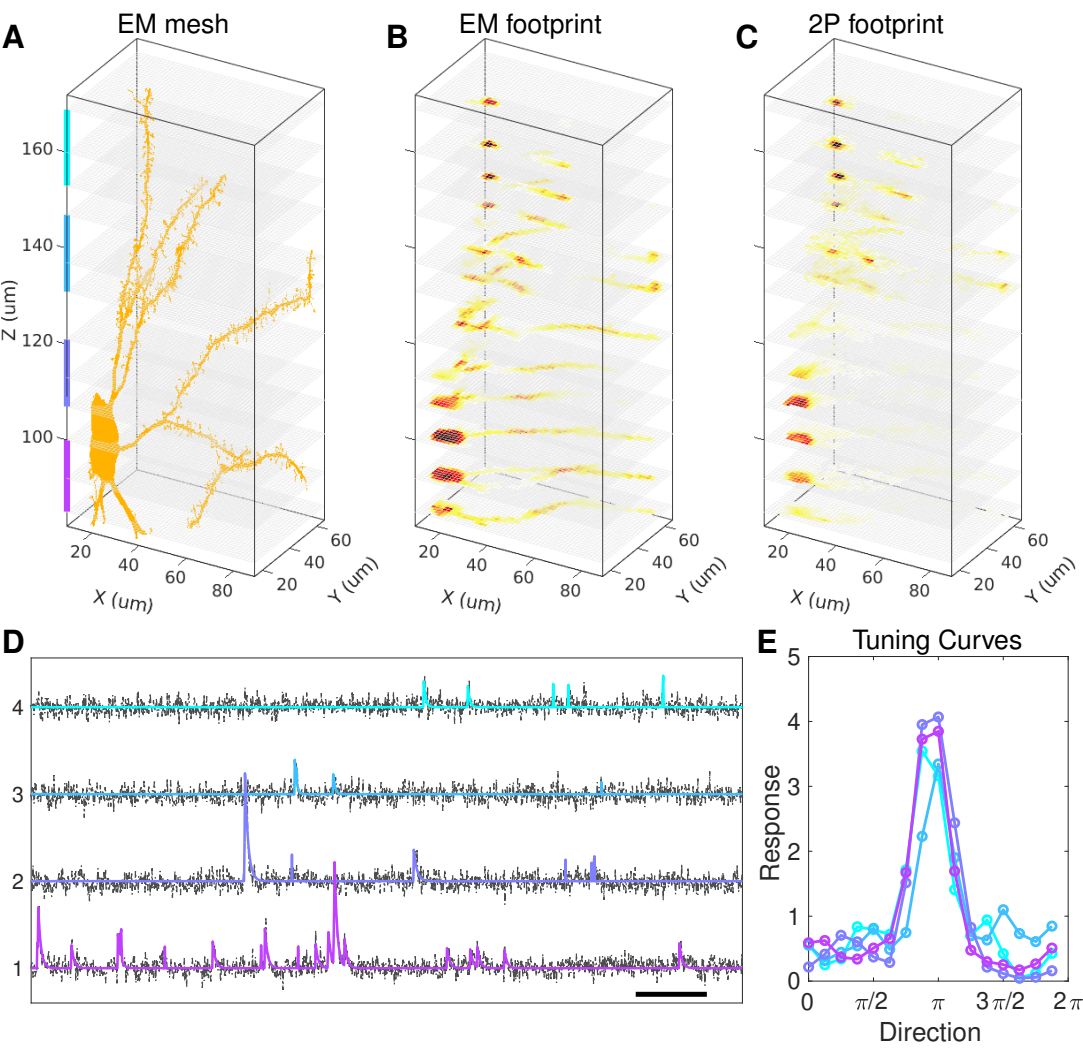 A EM mesh
B EM footprint
C 2P footprint
160
140
120
100
Z (um)
20
40
60
80
X (um)
20
40
60
Y (um)
20
40
60
80
X (um)
20
40
60
Y (um)
20
40
60
80
X (um)
20
40
60
Y (um)
D
4
3
2
1
E Tuning Curves
5
4
3
2
1
0
Response
0
π/2
π
3π/2
2π
Direction